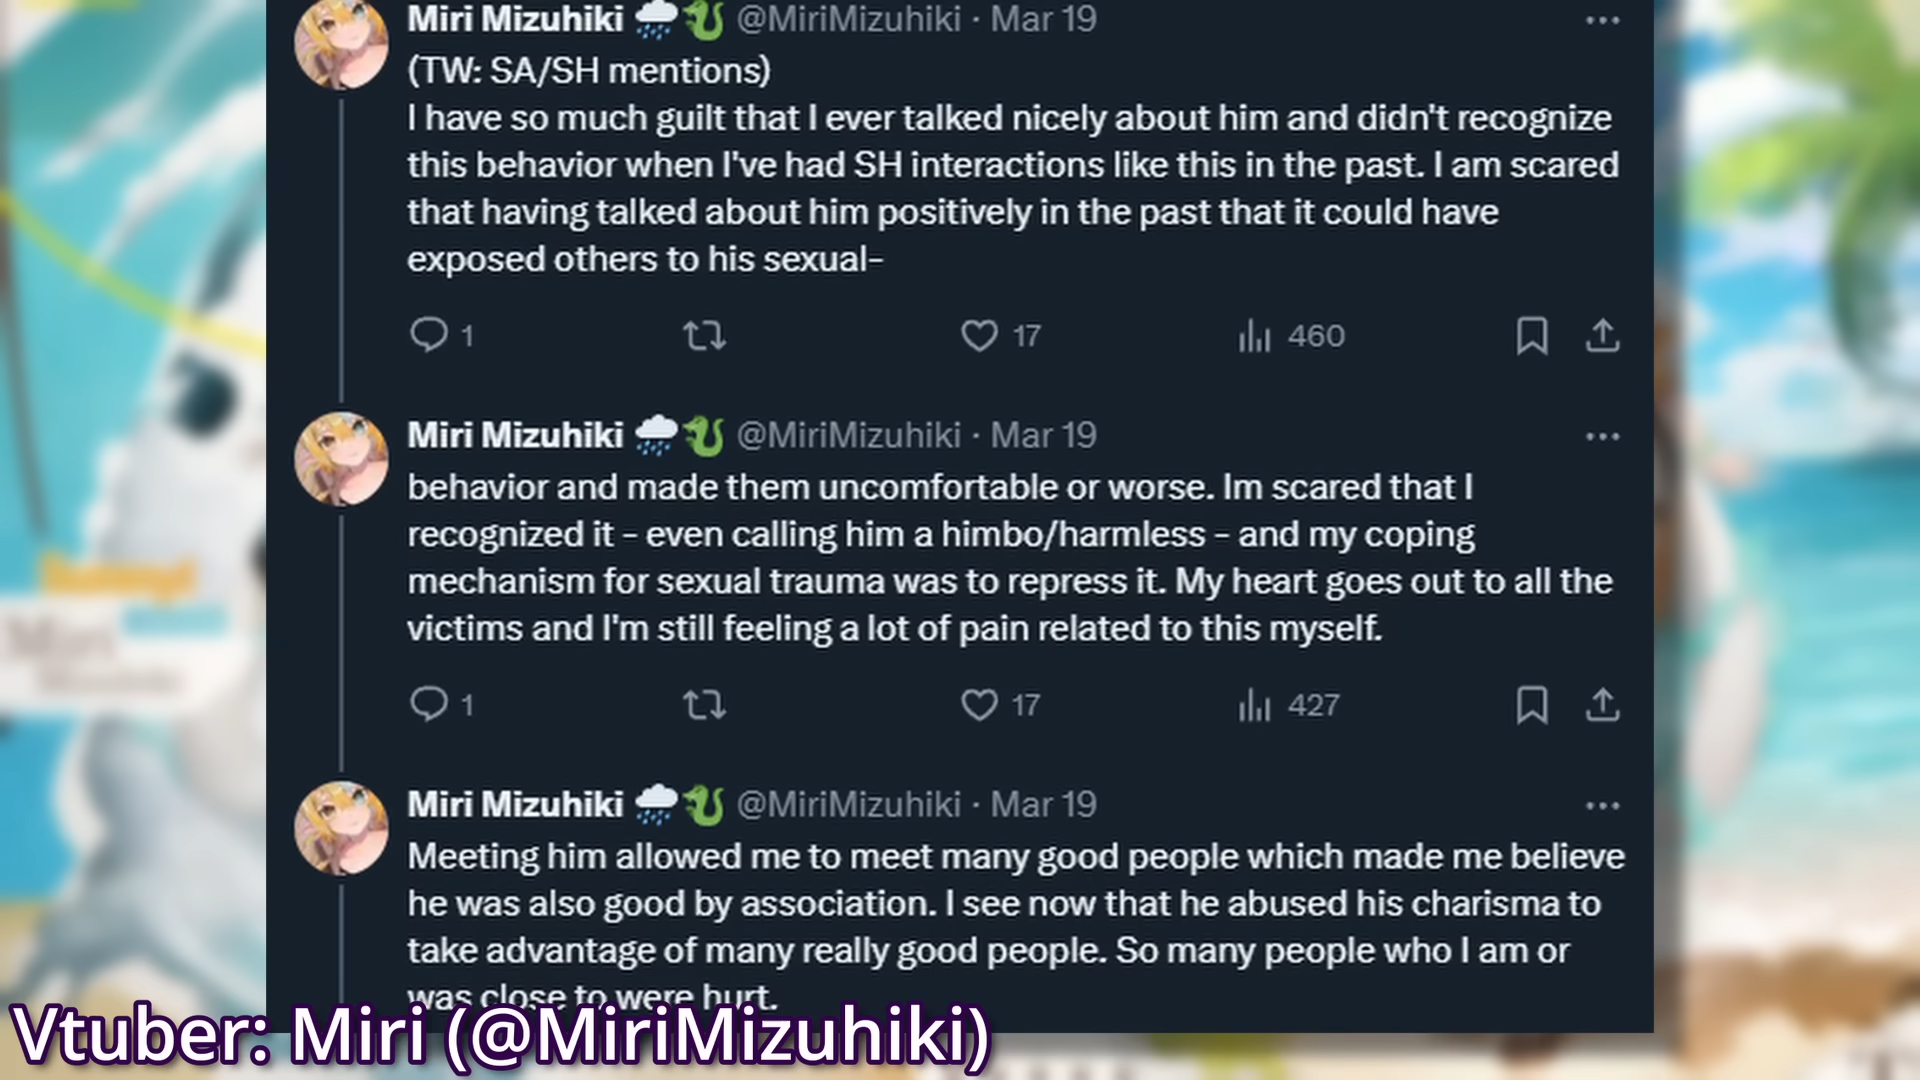 Miri Mizuhiki 🌧️🐍 @MiriMizuhiki · Mar 19
(TW: SA/SH mentions)
I have so much guilt that I ever talked nicely about him and didn't recognize
this behavior when I've had SH interactions like this in the past. I am scared
that having talked about him positively in the past that it could have
exposed others to his sexual-
1 17 460
Miri Mizuhiki 🌧️🐍 @MiriMizuhiki · Mar 19
behavior and made them uncomfortable or worse. Im scared that I
recognized it - even calling him a himbo/harmless - and my coping
mechanism for sexual trauma was to repress it. My heart goes out to all the
victims and I'm still feeling a lot of pain related to this myself.
1 17 427
Miri Mizuhiki 🌧️🐍 @MiriMizuhiki · Mar 19
Meeting him allowed me to meet many good people which made me believe
he was also good by association. I see now that he abused his charisma to
take advantage of many really good people. So many people who I am or
was close to were hurt.
Vtuber: Miri (@MiriMizuhiki)
Miri
Mizuhiki